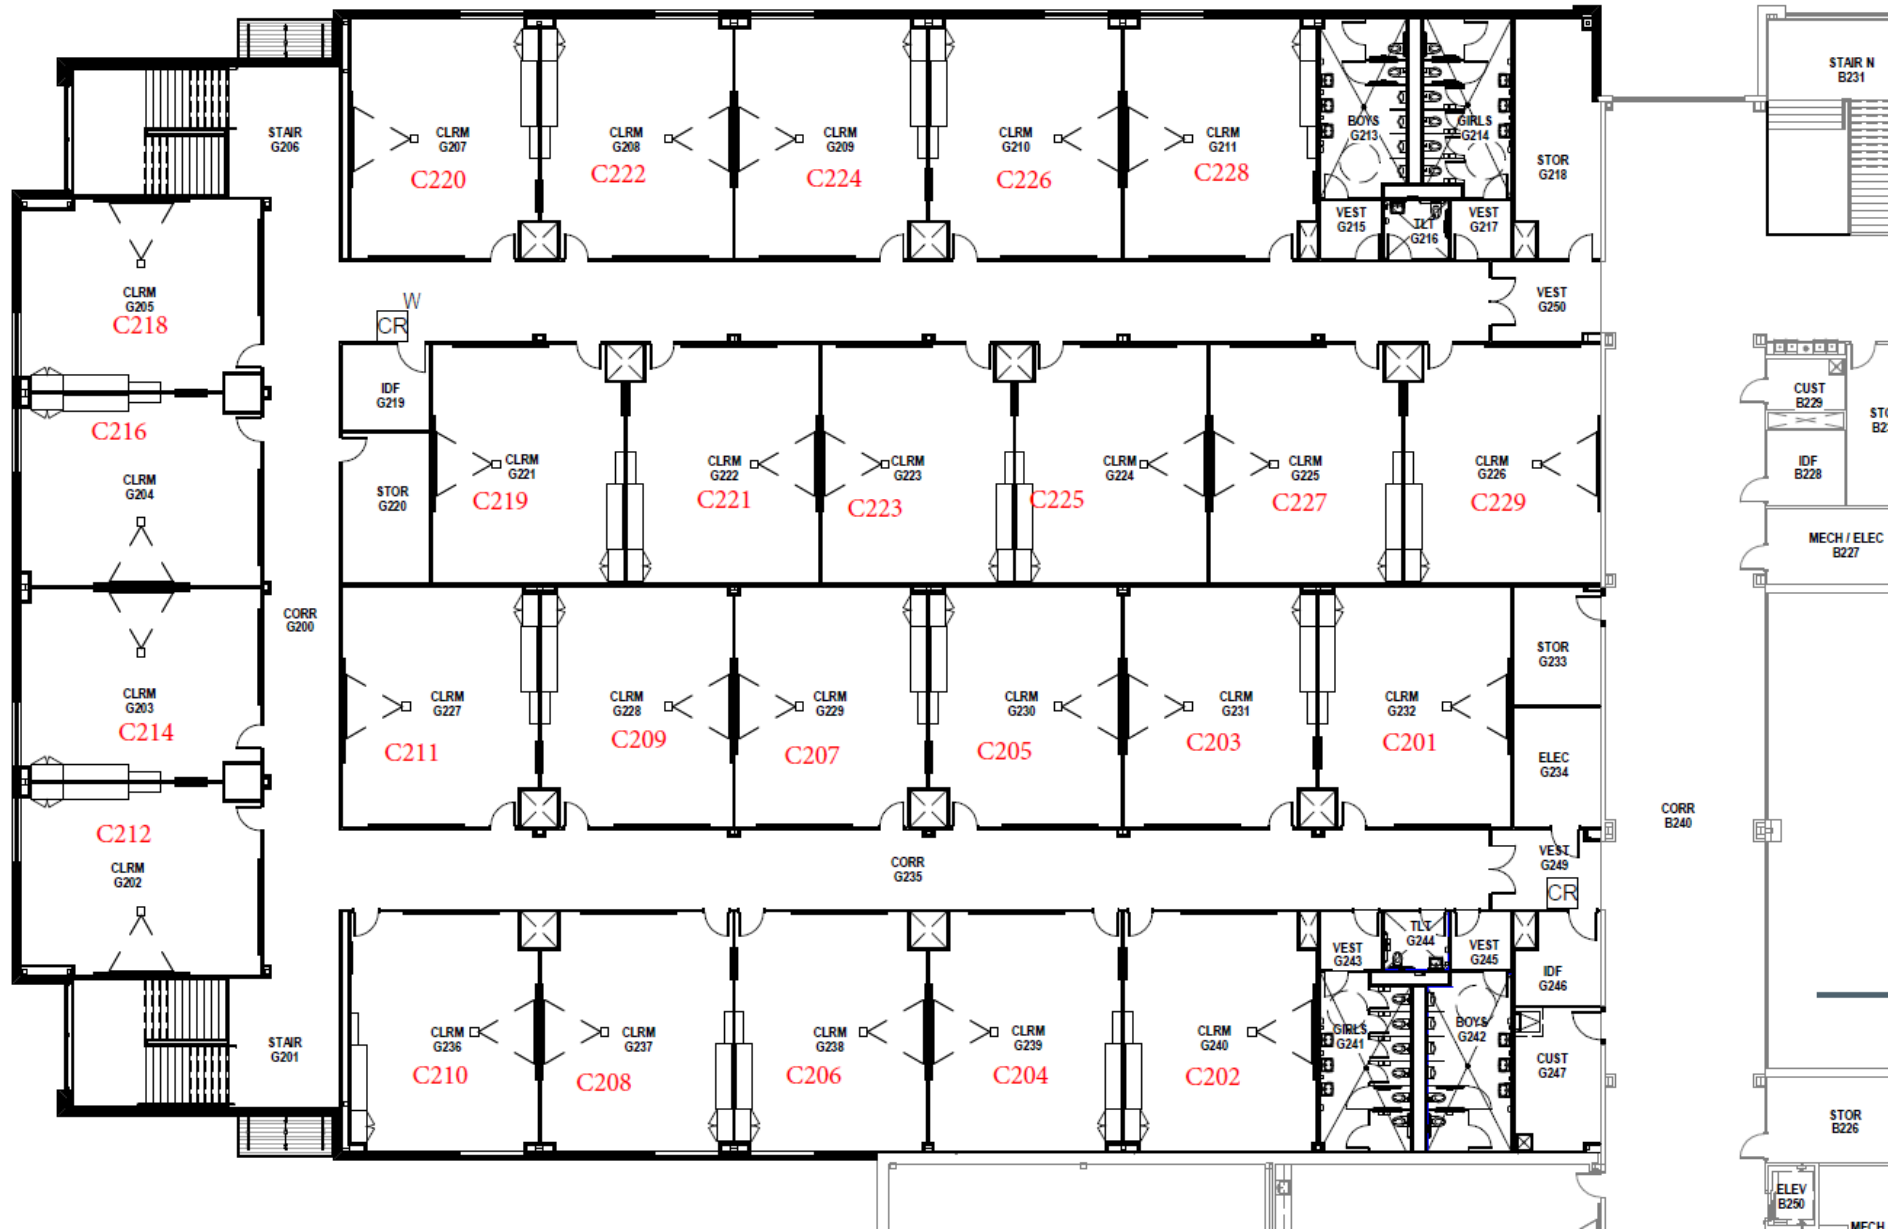 STAIR N
B231
STAIR
G206
CLRM
G207
C220
CLRM
G208
C222
CLRM
G209
C224
CLRM
G210
C226
CLRM
G211
C228
BOYS
G213
GIRLS
G214
STOR
G218
VEST
G215
TLT
G216
VEST
G217
CLRM
G205
C218
W
CR
VEST
G250
IDF
G219
CUST
B229
C216
CLRM
G204
STOR
G220
CLRM
G221
C219
CLRM
G222
C221
CLRM
G223
C223
CLRM
G224
C225
CLRM
G225
C227
CLRM
G226
C229
IDF
B228
MECH / ELEC
B227
CORR
G200
CLRM
G203
C214
CLRM
G227
C211
CLRM
G228
C209
CLRM
G229
C207
CLRM
G230
C205
CLRM
G231
C203
CLRM
G232
C201
STOR
G233
ELEC
G234
CORR
B240
C212
CLRM
G202
CORR
G235
VEST
G249
CR
STAIR
G201
CLRM
G236
C210
CLRM
G237
C208
CLRM
G238
C206
CLRM
G239
C204
CLRM
G240
C202
VEST
G243
TLT
G244
VEST
G245
IDF
G246
GIRLS
G241
BOYS
G242
CUST
G247
STOR
B226
ELEV
B250
MECH